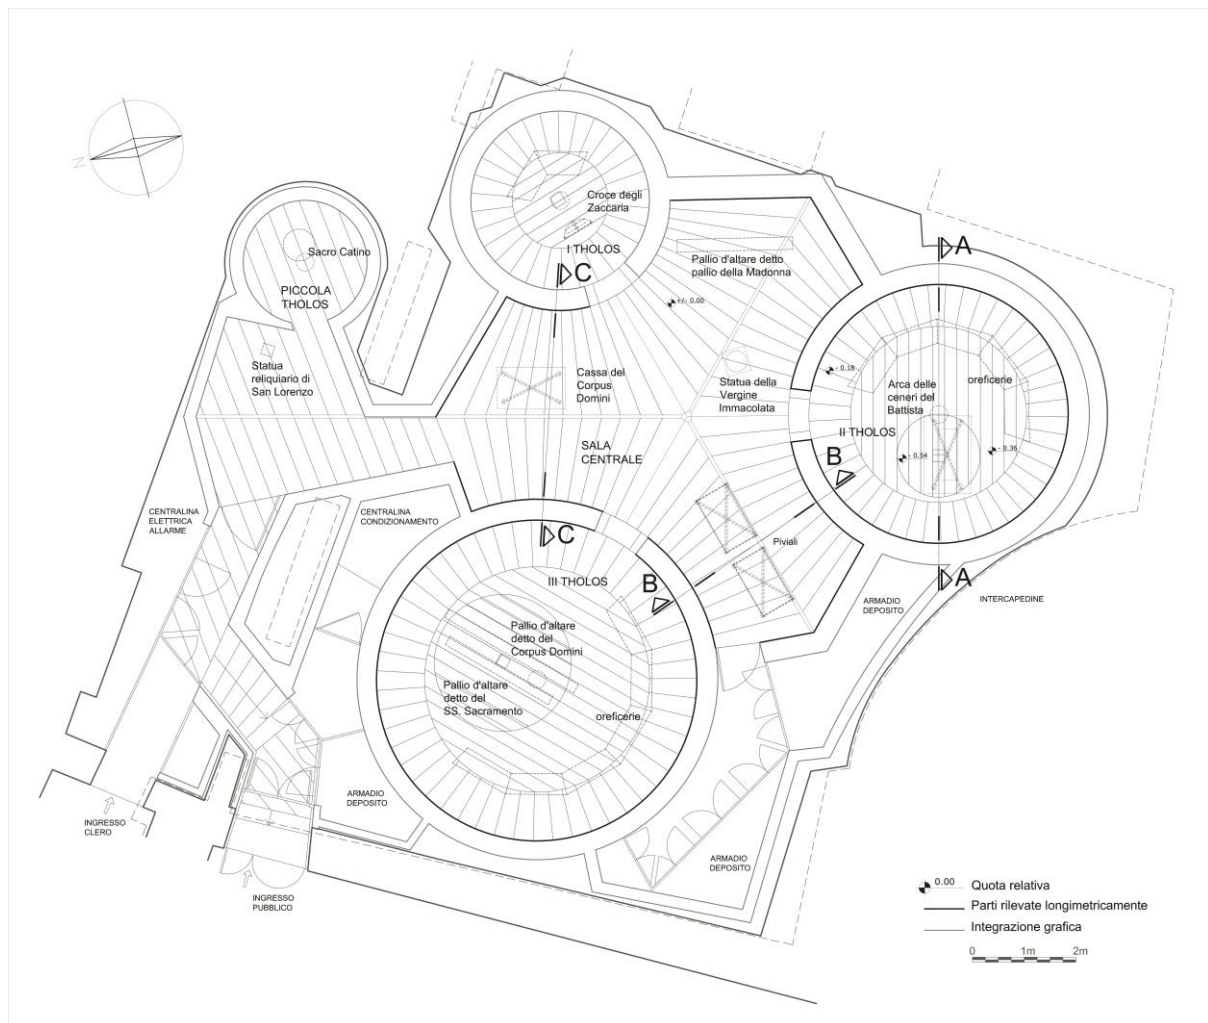 N
Croce degli
Zaccaria
I THOLOS
C
Sacro Catino
PICCOLA
THOLOS
Pallio d'altare detto
pallio della Madonna
+/- 0.00
A
Statua
reliquiario di
San Lorenzo
Cassa del
Corpus
Domini
Statua della
Vergine
Immacolata
- 0.18
Arca delle
ceneri del
Battista
oreficerie
II THOLOS
- 0.54
- 0.36
B
SALA
CENTRALE
CENTRALINA
ELETTRICA
ALLARME
CENTRALINA
CONDIZIONAMENTO
C
Piviali
III THOLOS
B
A
ARMADIO
DEPOSITO
INTERCAPEDINE
Pallio d'altare
detto del
Corpus Domini
Pallio d'altare
detto del
SS. Sacramento
oreficerie
ARMADIO
DEPOSITO
INGRESSO
CLERO
INGRESSO
PUBBLICO
ARMADIO
DEPOSITO
0.00 Quota relativa
Parti rilevate longimetricamente
Integrazione grafica
0 1m 2m